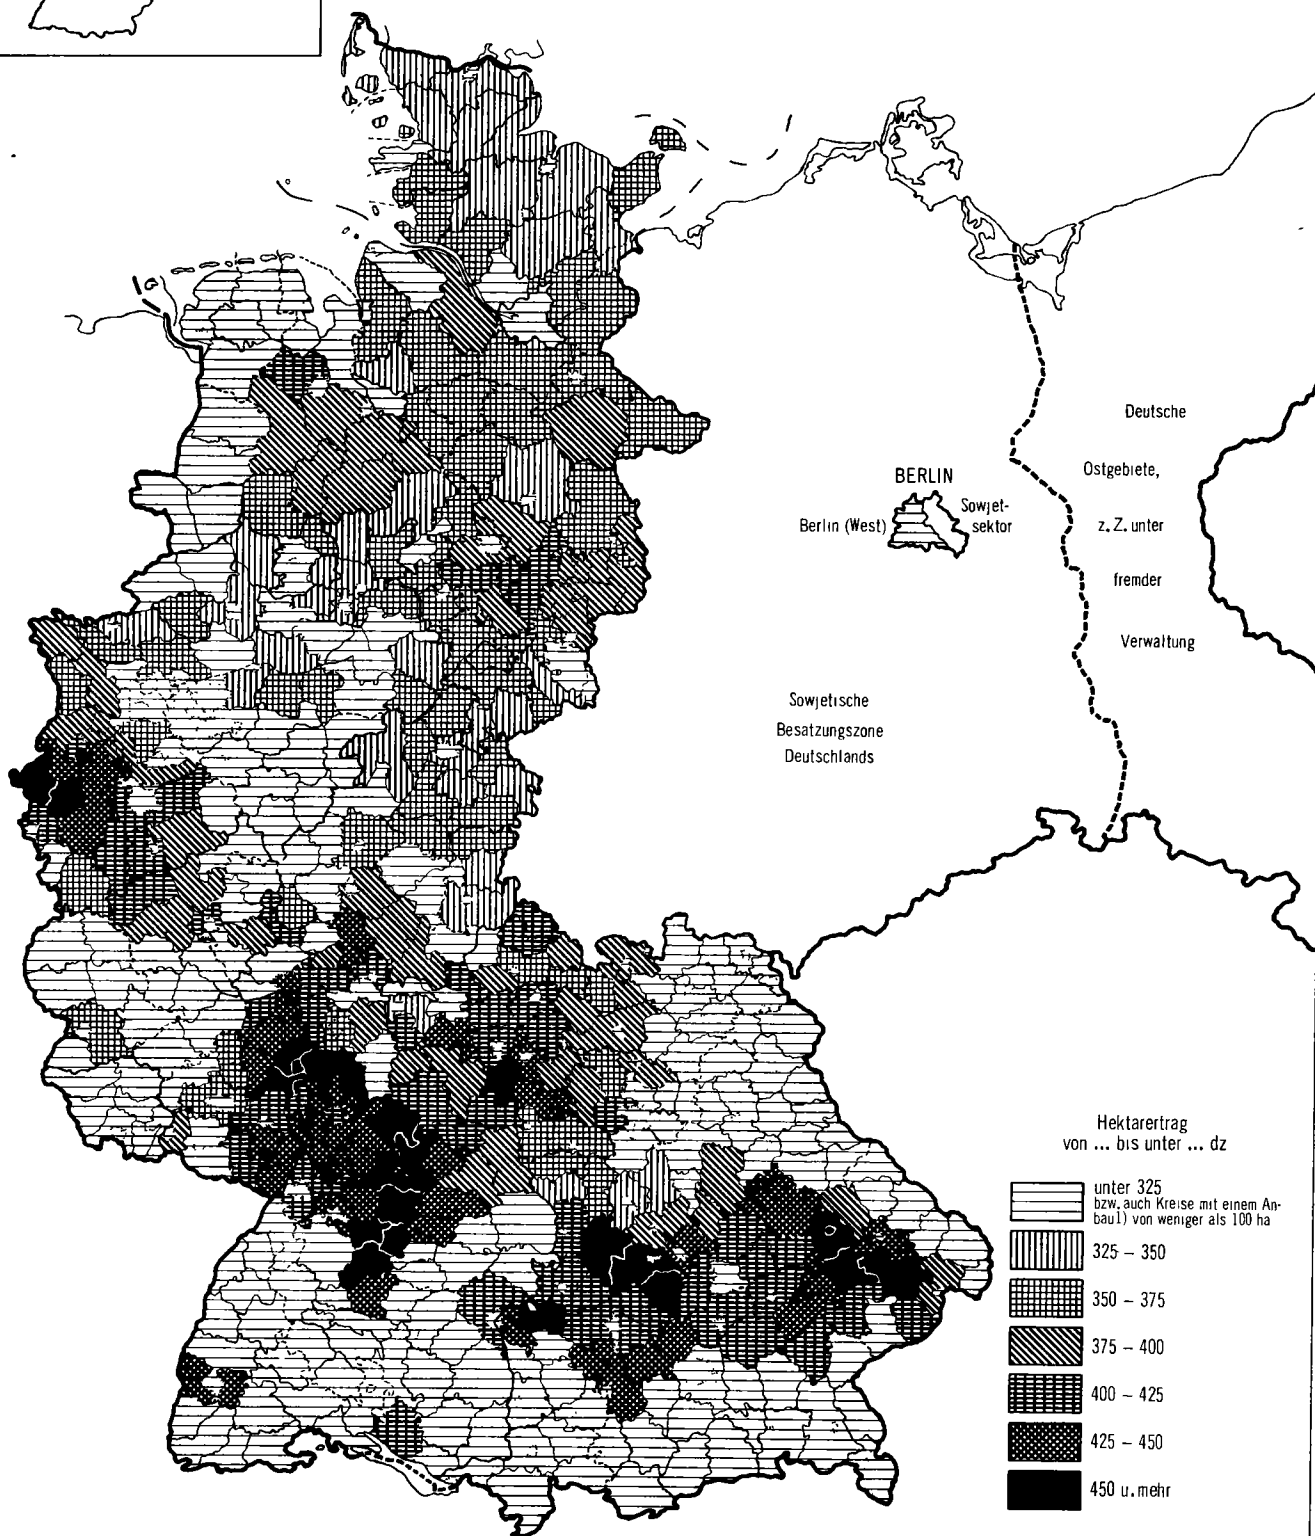 Deutsche
Ostgebiete,
z. Z. unter
fremder
Verwaltung
BERLIN
Berlin (West)
Sowjet-
sektor
Sowjetische
Besatzungszone
Deutschlands
Hektarertrag
von ... bis unter ... dz
unter 325
bzw. auch Kreise mit einem An-
bau1) von weniger als 100 ha
325 – 350
350 – 375
375 – 400
400 – 425
425 – 450
450 u. mehr